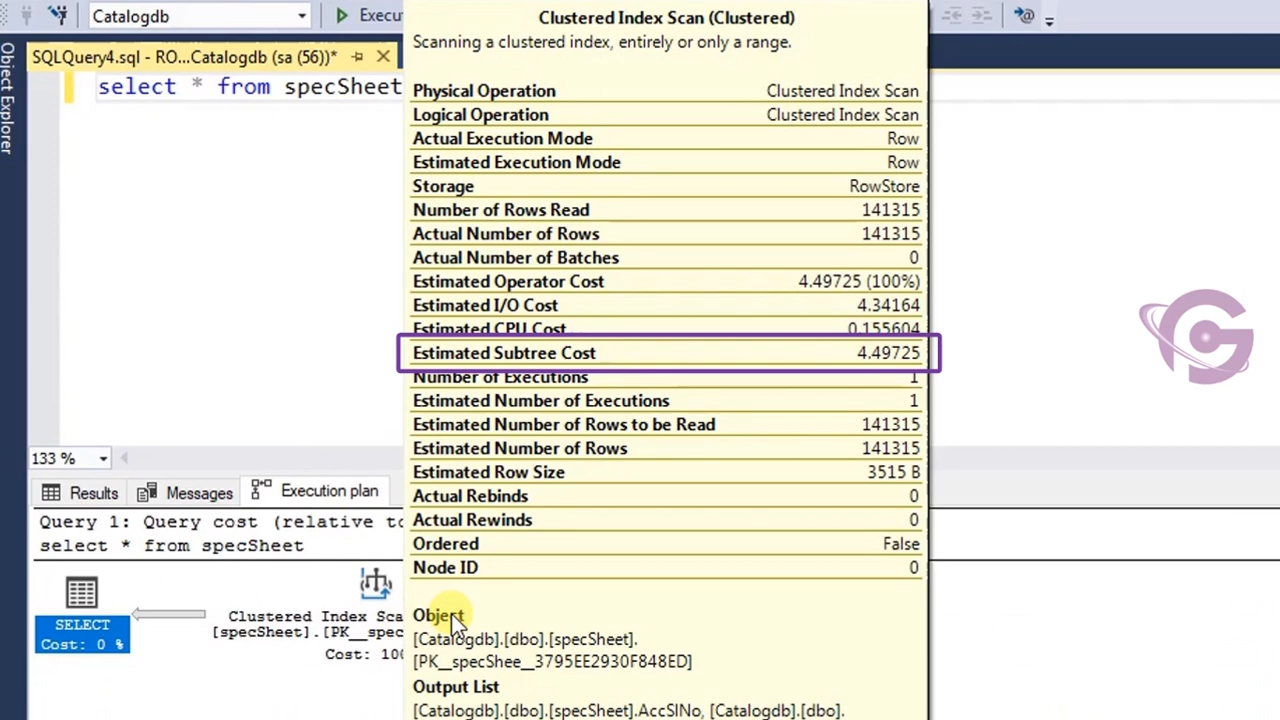 Catalogdb
Execu
Object Explorer
SQLQuery4.sql - RO...Catalogdb (sa (56))*
select * from specSheet
Clustered Index Scan (Clustered)
Scanning a clustered index, entirely or only a range.
Physical Operation Clustered Index Scan
Logical Operation Clustered Index Scan
Actual Execution Mode Row
Estimated Execution Mode Row
Storage RowStore
Number of Rows Read 141315
Actual Number of Rows 141315
Actual Number of Batches 0
Estimated Operator Cost 4.49725 (100%)
Estimated I/O Cost 4.34164
Estimated CPU Cost 0.155604
Estimated Subtree Cost 4.49725
Number of Executions 1
Estimated Number of Executions 1
Estimated Number of Rows to be Read 141315
Estimated Number of Rows 141315
Estimated Row Size 3515 B
Actual Rebinds 0
Actual Rewinds 0
Ordered False
Node ID 0
Object
[Catalogdb].[dbo].[specSheet].
[PK__specShee__3795EE2930F848ED]
Output List
[Catalogdb].[dbo].[specSheet].AccSlNo, [Catalogdb].[dbo].
133 %
Results Messages Execution plan
Query 1: Query cost (relative to
select * from specSheet
SELECT
Cost: 0 %
Clustered Index Sca
[specSheet].[PK__spec
Cost: 100